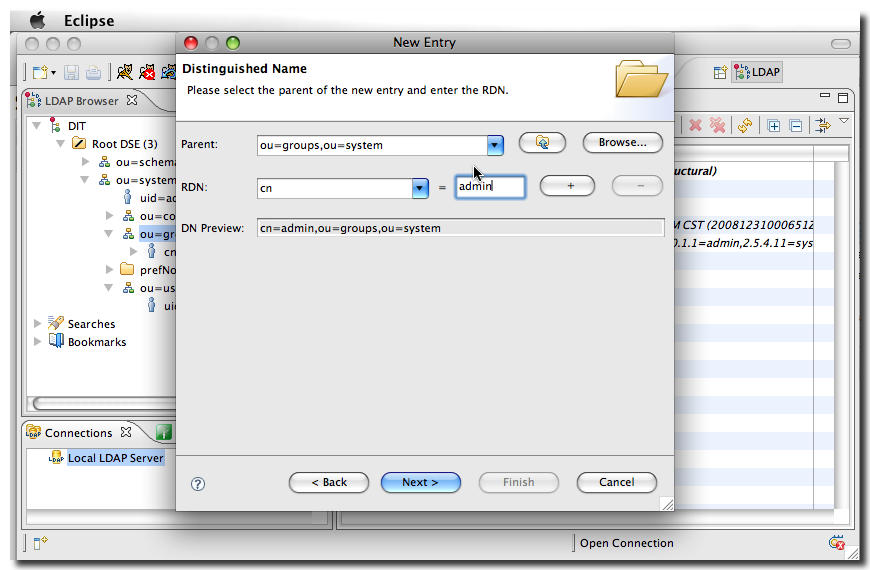 Eclipse
New Entry
LDAP
Distinguished Name
Please select the parent of the new entry and enter the RDN.
LDAP Browser
DIT
Root DSE (3)
ou=schema
ou=system
uid=ad
ou=co
ou=gr
cn
prefNo
ou=us
uid
Searches
Bookmarks
Parent:
ou=groups,ou=system
Browse...
RDN:
cn
=
admin
+
−
DN Preview:
cn=admin,ou=groups,ou=system
uctural)
M CST (20081231000651Z
0.1.1=admin,2.5.4.11=sys
Connections
Local LDAP Server
?
< Back
Next >
Finish
Cancel
Open Connection